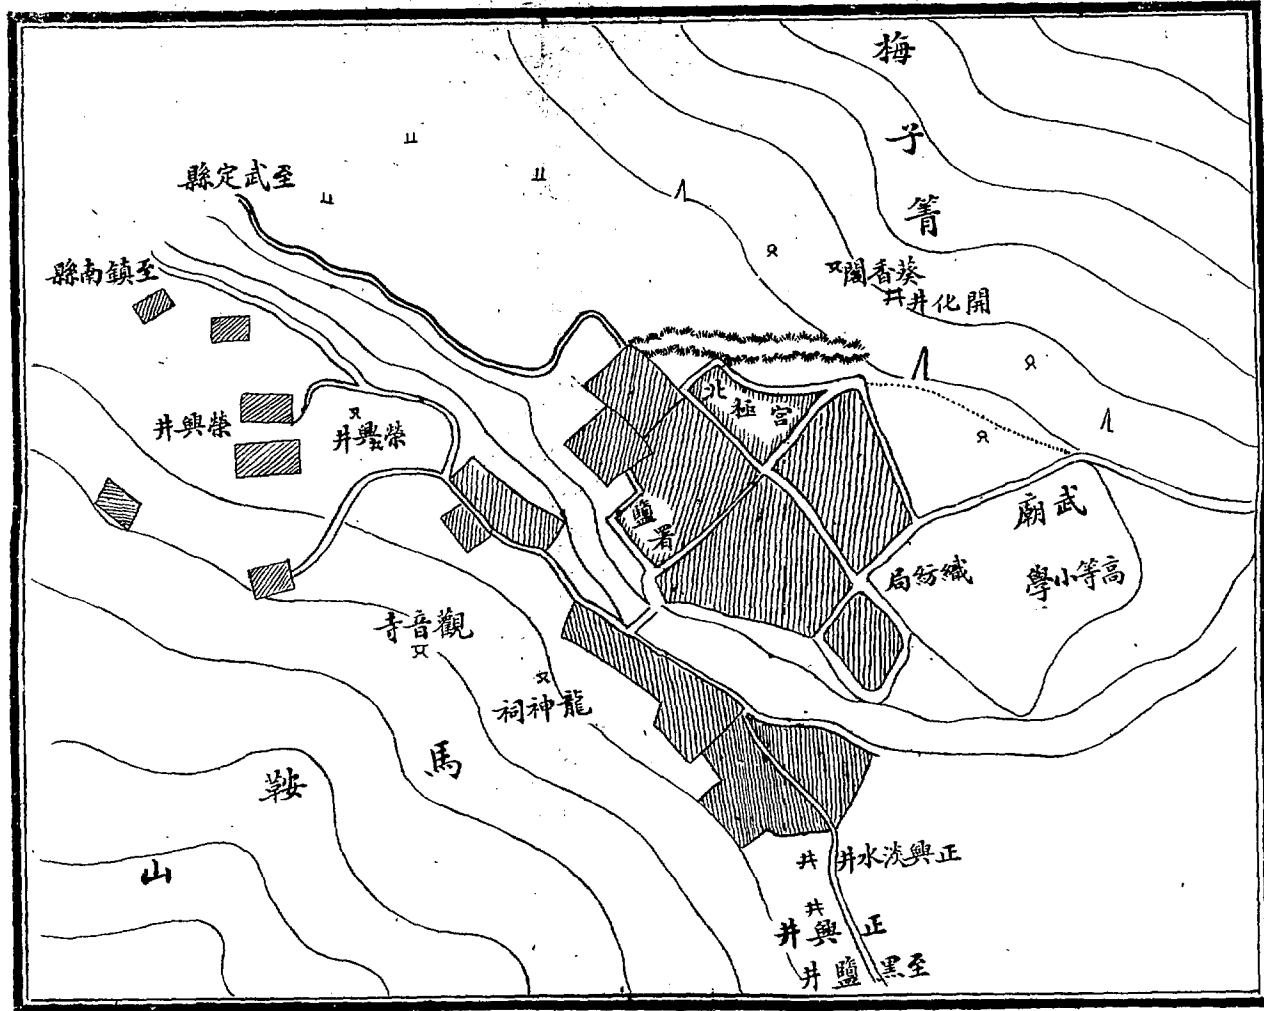 梅子箐
至武定縣
至鎮南縣
葵香閣
開化井
北極宮
榮興井
榮興井
鹽署
武廟
織紡局
高等小學
觀音寺
龍神祠
馬鞍山
正興淡水井
正興井
至黑鹽井